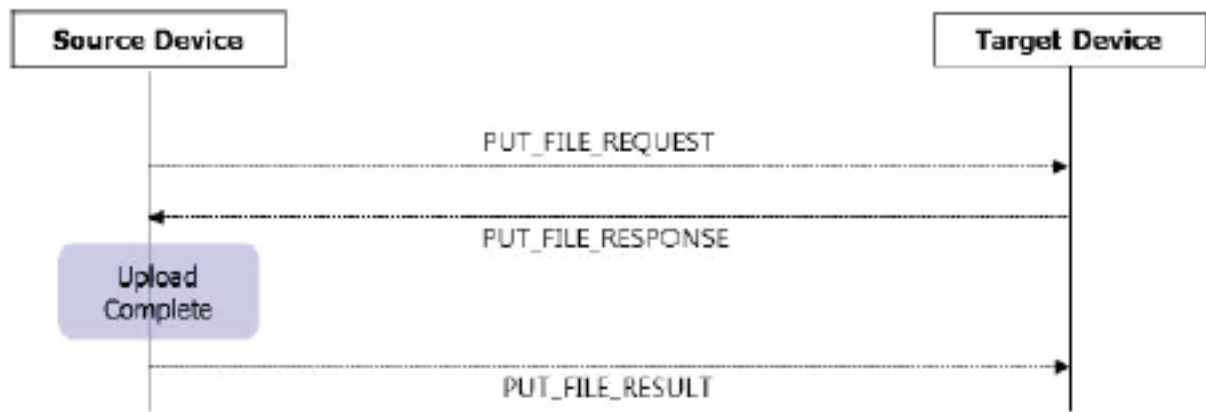 Source Device
Target Device
PUT_FILE_REQUEST
PUT_FILE_RESPONSE
Upload
Complete
PUT_FILE_RESULT